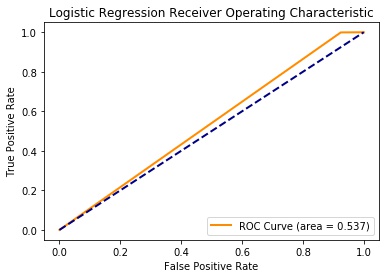 Logistic Regression Receiver Operating Characteristic
True Positive Rate
1.0
0.8
0.6
0.4
0.2
0.0
ROC Curve (area = 0.537)
0.0 0.2 0.4 0.6 0.8 1.0
False Positive Rate